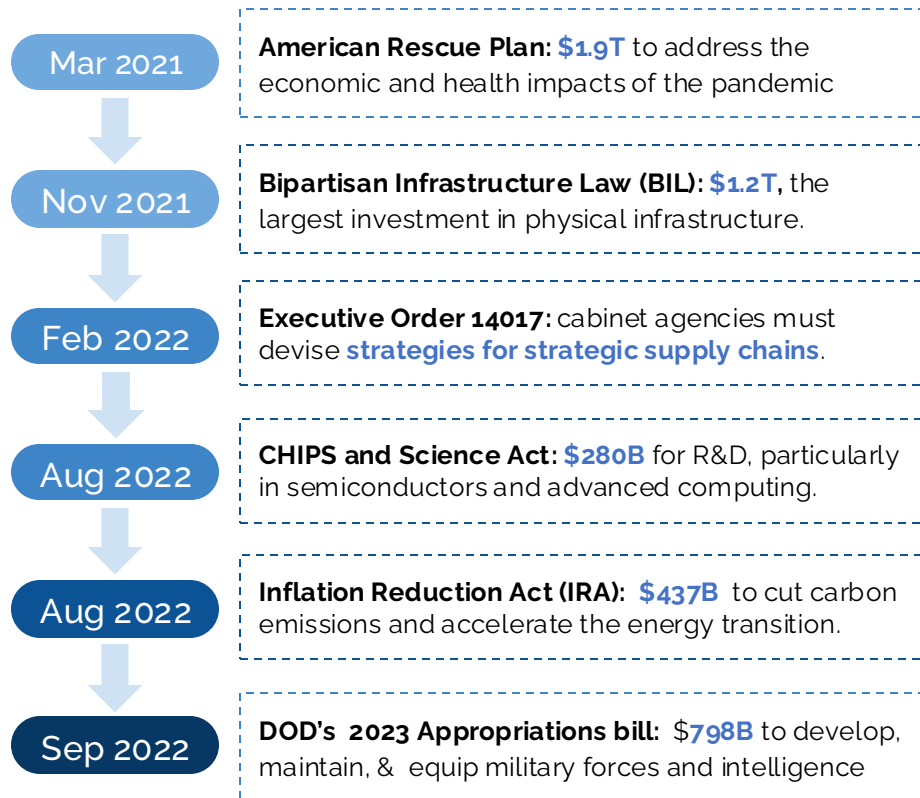 Mar 2021
American Rescue Plan: $1.9T to address the
economic and health impacts of the pandemic
Nov 2021
Bipartisan Infrastructure Law (BIL): $1.2T, the
largest investment in physical infrastructure.
Feb 2022
Executive Order 14017: cabinet agencies must
devise strategies for strategic supply chains.
Aug 2022
CHIPS and Science Act: $280B for R&D, particularly
in semiconductors and advanced computing.
Aug 2022
Inflation Reduction Act (IRA): $437B to cut carbon
emissions and accelerate the energy transition.
Sep 2022
DOD's 2023 Appropriations bill: $798B to develop,
maintain, & equip military forces and intelligence